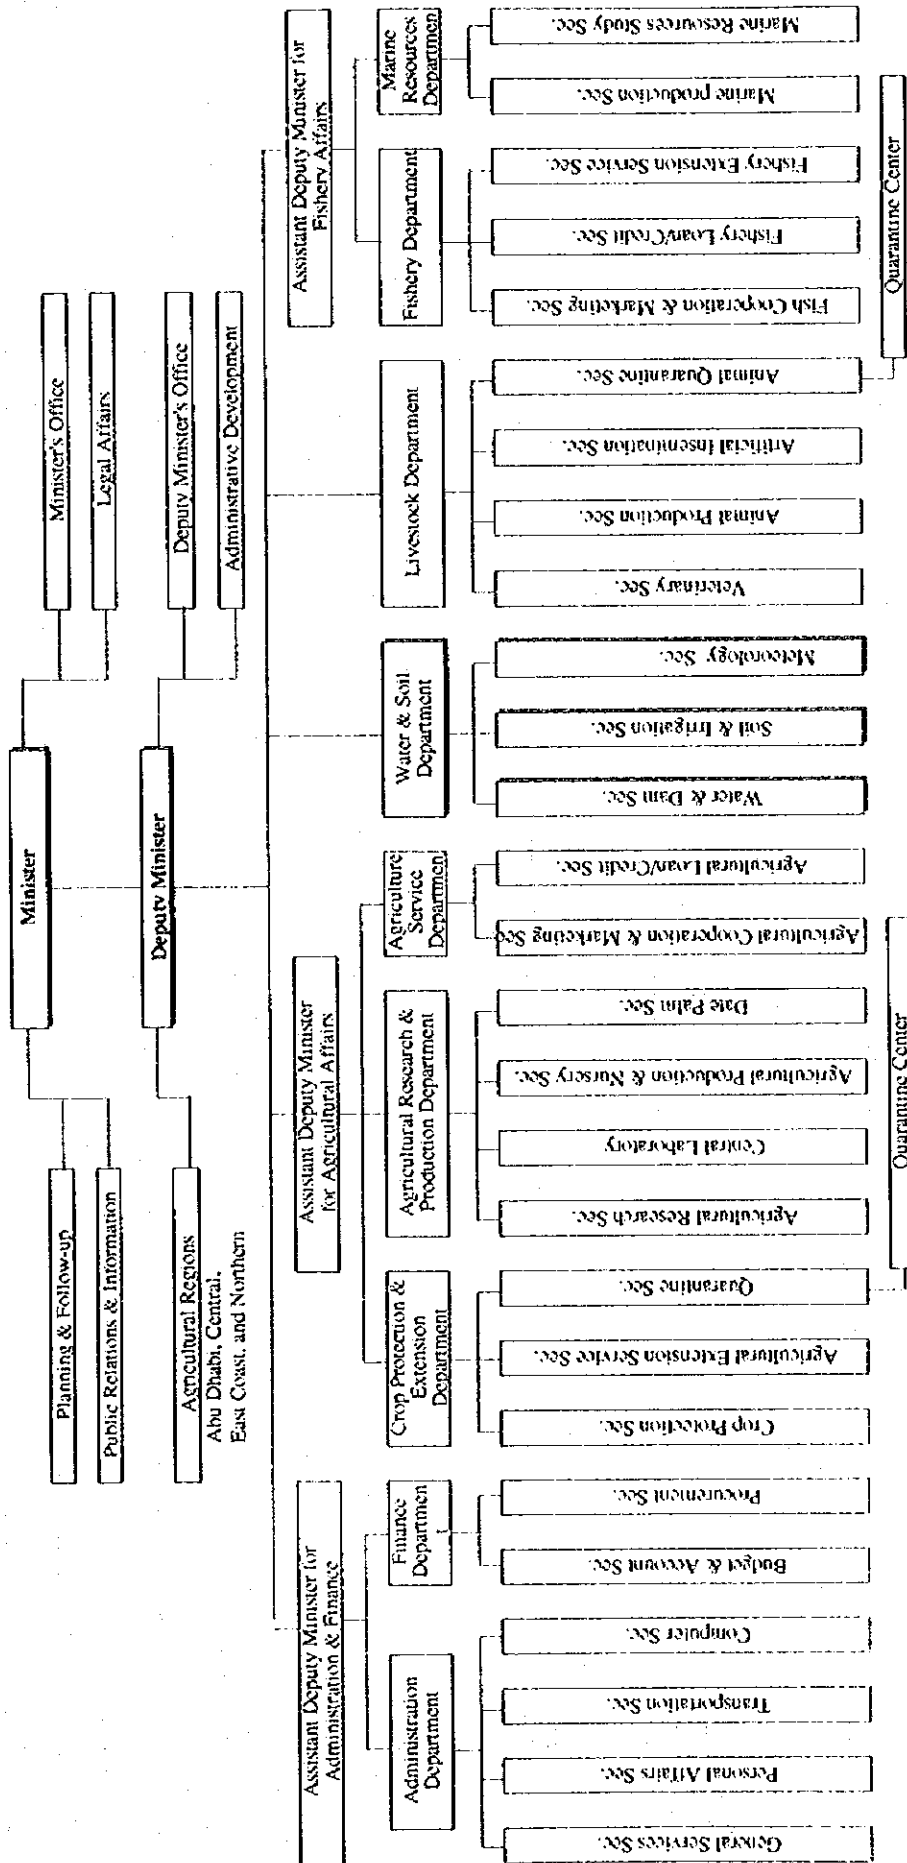 Minister
Minister's Office
Legal Affairs
Planning & Follow-up
Public Relations & Information
Deputy Minister
Deputy Minister's Office
Administrative Development
Agricultural Regions
Abu Dhabi, Central,
East Coast, and Northern
Assistant Deputy Minister for
Administration & Finance
Assistant Deputy Minister
for Agricultural Affairs
Assistant Deputy Minister for
Fishery Affairs
Administration
Department
Finance
Departmen
Crop Protection &
Extension
Department
Agricultural Research &
Production Department
Agriculture
Service
Department
Water & Soil
Department
Livestock Department
Fishery Department
Marine
Resources
Department
General Services Sec.
Personal Affairs Sec.
Transportation Sec.
Computer Sec.
Budget & Account Sec.
Procurement Sec.
Crop Protection Sec.
Agricultural Extension Service Sec.
Quarantine Sec.
Agricultural Research Sec.
Central Laboratory
Agricultural Production & Nursery Sec.
Date Palm Sec.
Agricultural Cooperation & Marketing Sec
Agricultural Loan/Credit Sec.
Water & Dam Sec.
Soil & Irrigation Sec.
Meteorology Sec.
Veterinary Sec.
Animal Production Sec.
Artificial Insemination Sec.
Animal Quarantine Sec.
Fish Cooperation & Marketing Sec.
Fishery Loan/Credit Sec.
Fishery Extension Service Sec.
Marine production Sec.
Marine Resources Study Sec.
Quarantine Center
Quarantine Center